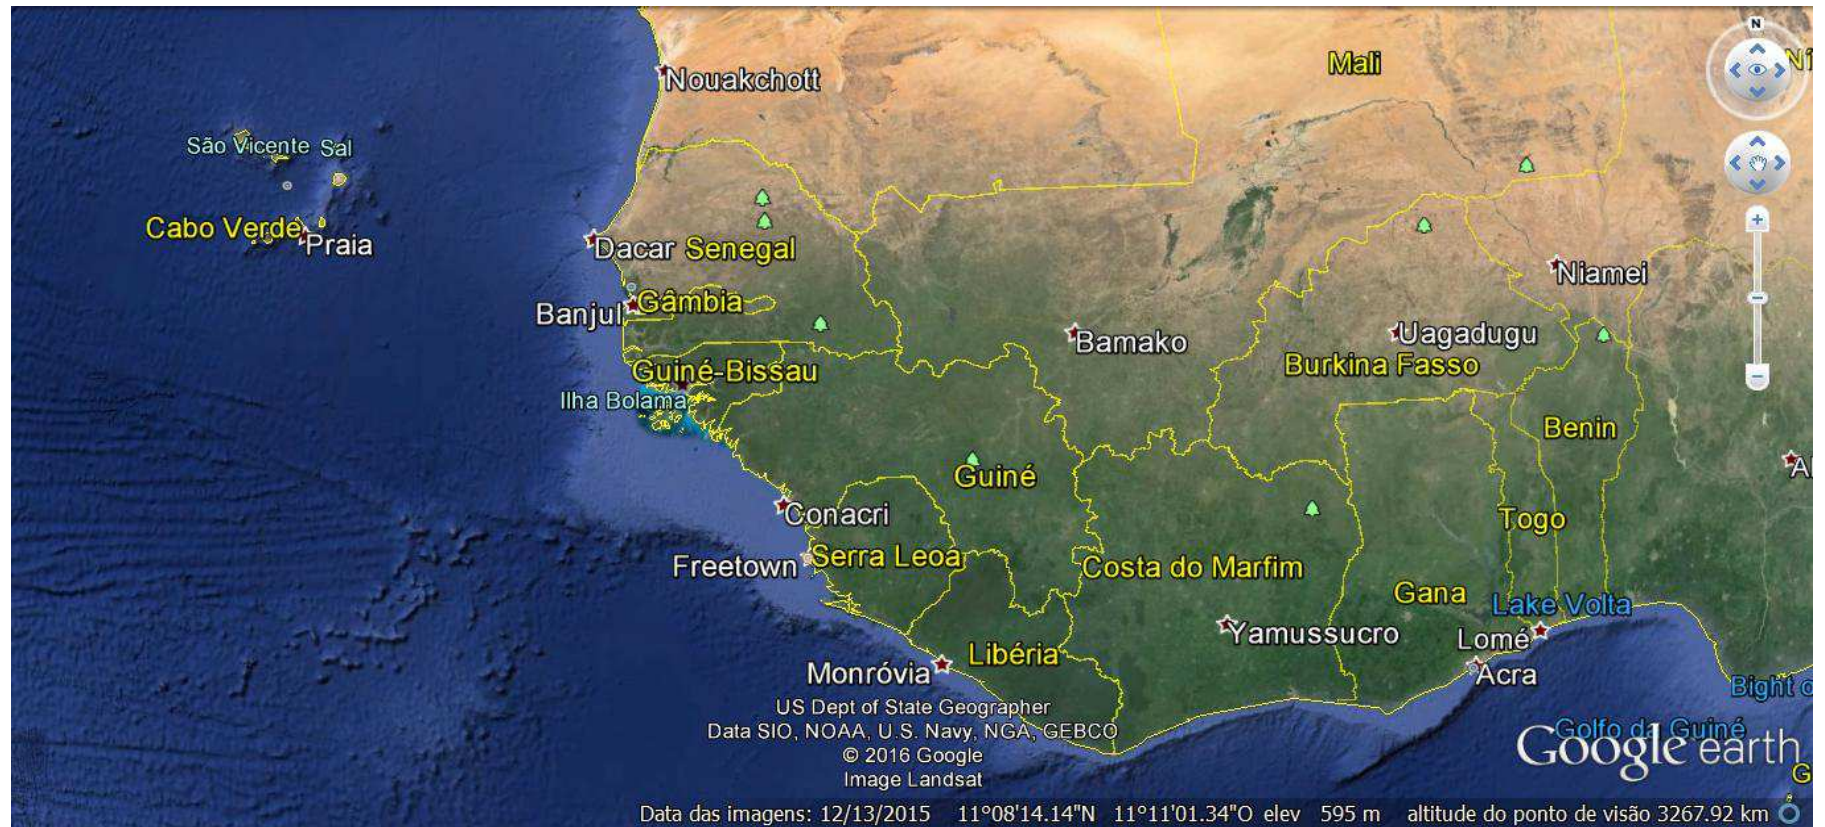 N
Mali
Ní
Nouakchott
São Vicente
Sal
Cabo Verde
Praia
Dacar
Senegal
Niamei
Banjul
Gâmbia
Bamako
Uagadugu
Burkina Fasso
Guiné-Bissau
Ilha Bolama
Benin
Guiné
A
Conacri
Togo
Freetown
Serra Leoa
Costa do Marfim
Gana
Lake Volta
Yamussucro
Lomé
Libéria
Monróvia
Acra
Bight o
US Dept of State Geographer
Data SIO, NOAA, U.S. Navy, NGA, GEBCO
© 2016 Google
Image Landsat
Golfo da Guiné
Google earth
G
Data das imagens: 12/13/2015 11°08'14.14"N 11°11'01.34"O elev 595 m altitude do ponto de visão 3267.92 km